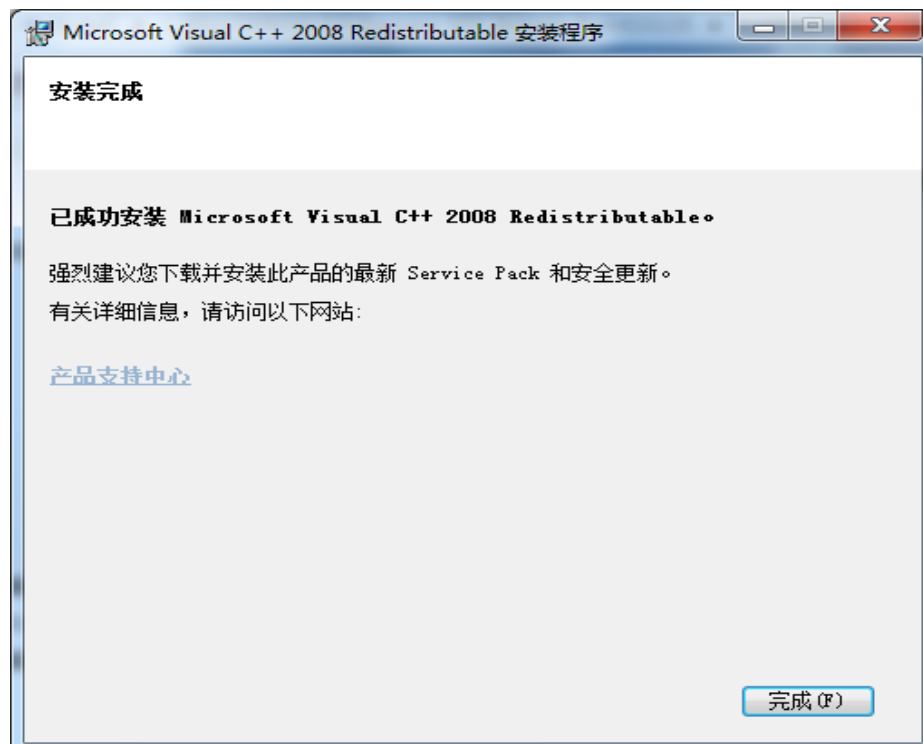 Microsoft Visual C++ 2008 Redistributable 安装程序
安装完成
已成功安装 Microsoft Visual C++ 2008 Redistributable。
强烈建议您下载并安装此产品的最新 Service Pack 和安全更新。
有关详细信息，请访问以下网站:
产品支持中心
完成(F)